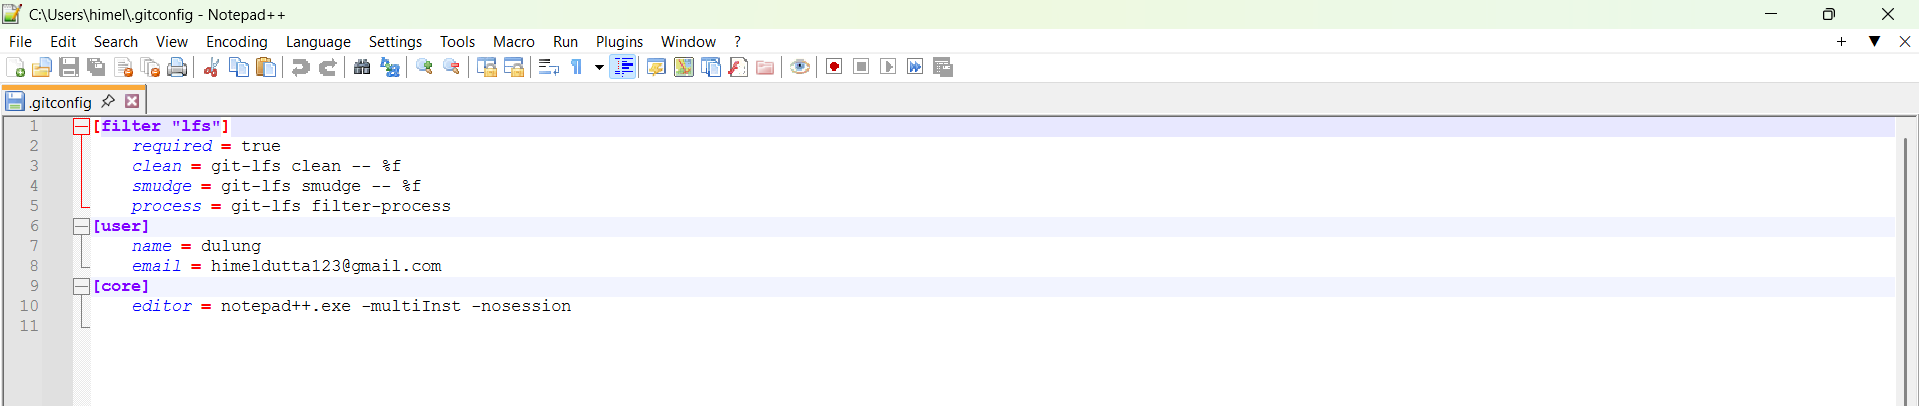 C:\Users\himel\.gitconfig - Notepad++
File Edit Search View Encoding Language Settings Tools Macro Run Plugins Window ?
.gitconfig
1 [filter "lfs"]
2 required = true
3 clean = git-lfs clean -- %f
4 smudge = git-lfs smudge -- %f
5 process = git-lfs filter-process
6 [user]
7 name = dulung
8 email = himeldutta123@gmail.com
9 [core]
10 editor = notepad++.exe -multiInst -nosession
11